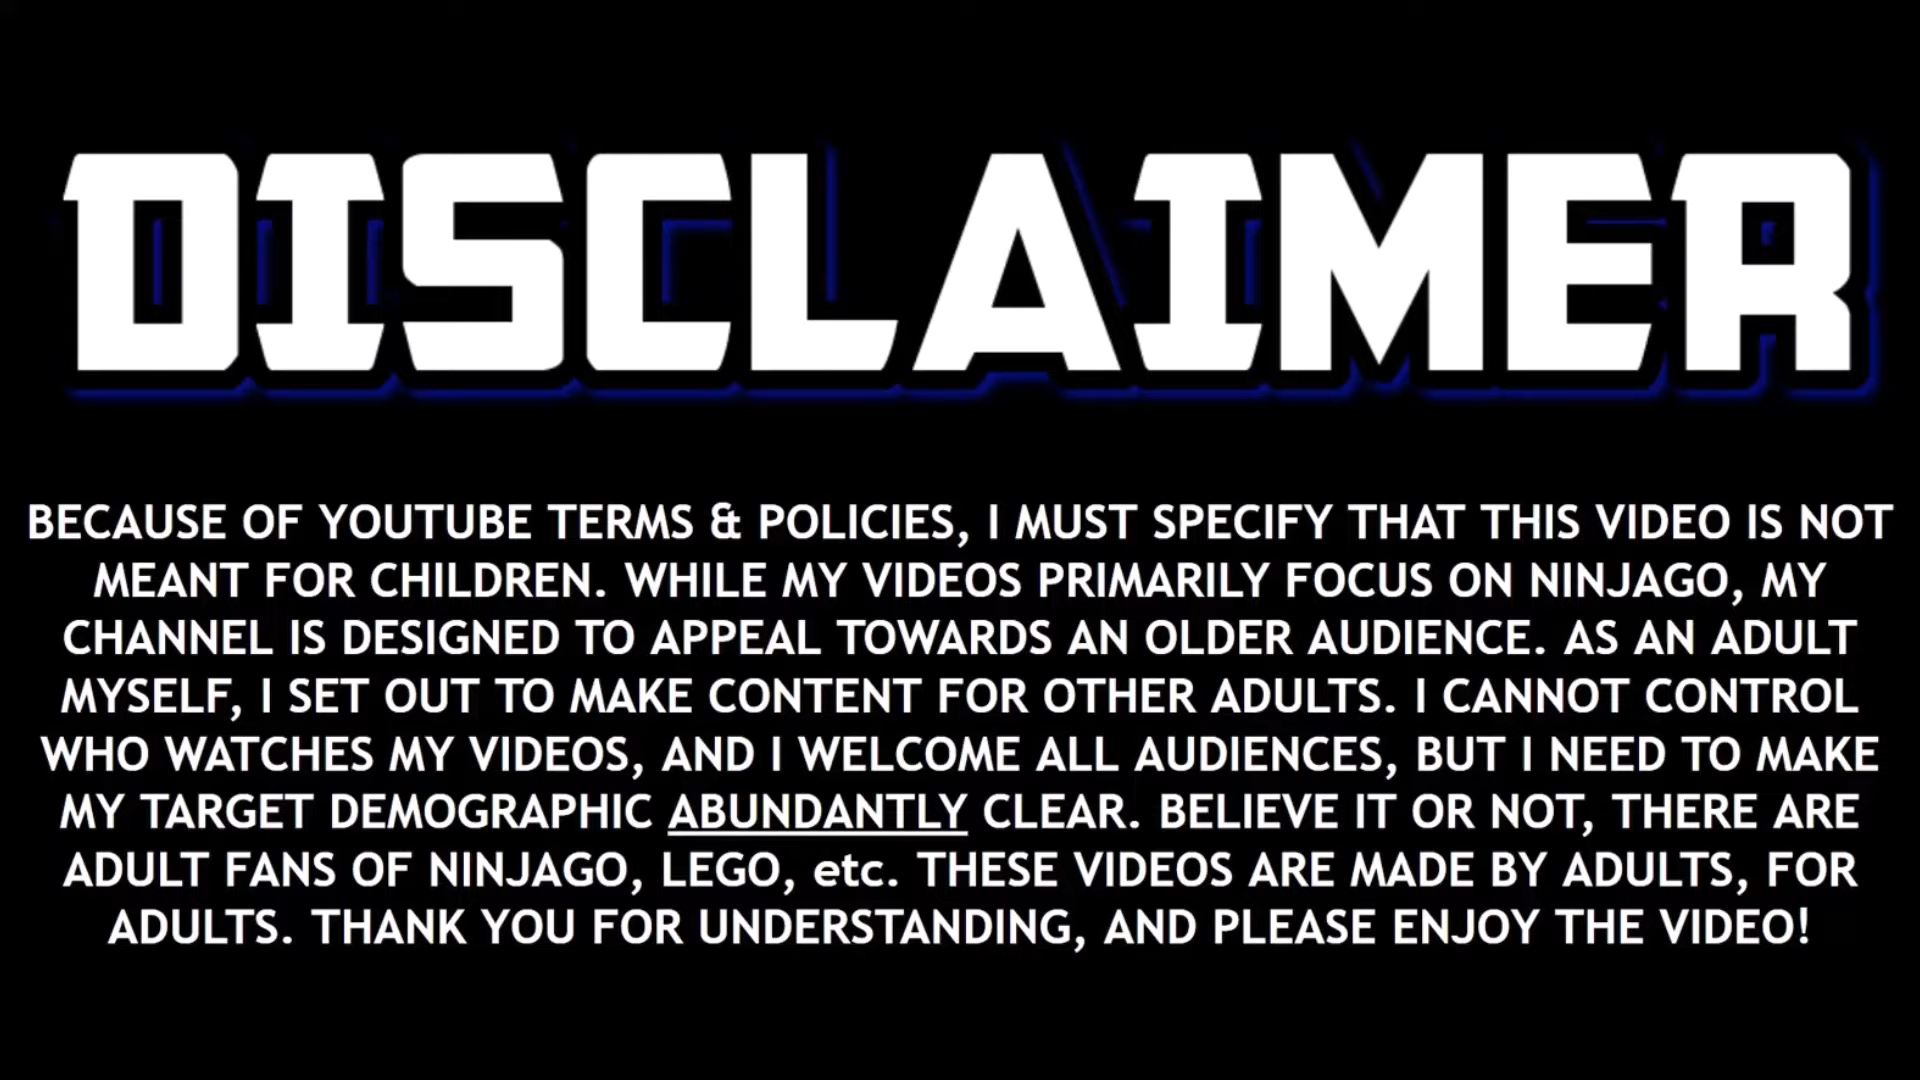 DISCLAIMER
BECAUSE OF YOUTUBE TERMS & POLICIES, I MUST SPECIFY THAT THIS VIDEO IS NOT
MEANT FOR CHILDREN. WHILE MY VIDEOS PRIMARILY FOCUS ON NINJAGO, MY
CHANNEL IS DESIGNED TO APPEAL TOWARDS AN OLDER AUDIENCE. AS AN ADULT
MYSELF, I SET OUT TO MAKE CONTENT FOR OTHER ADULTS. I CANNOT CONTROL
WHO WATCHES MY VIDEOS, AND I WELCOME ALL AUDIENCES, BUT I NEED TO MAKE
MY TARGET DEMOGRAPHIC ABUNDANTLY CLEAR. BELIEVE IT OR NOT, THERE ARE
ADULT FANS OF NINJAGO, LEGO, etc. THESE VIDEOS ARE MADE BY ADULTS, FOR
ADULTS. THANK YOU FOR UNDERSTANDING, AND PLEASE ENJOY THE VIDEO!